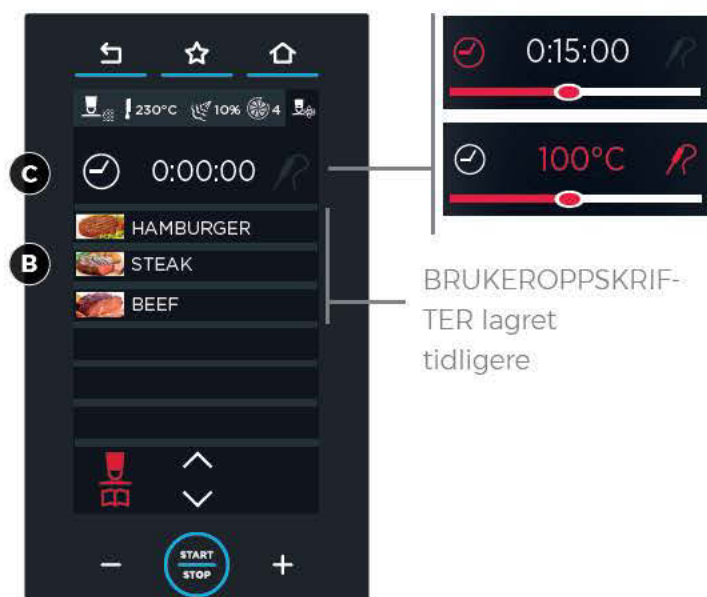 230°C 10% 4
C
0:00:00
HAMBURGER
B
STEAK
BEEF
START
STOP
− +
0:15:00
100°C
BRUKEROPPSKRIF-
TER lagret
tidligere